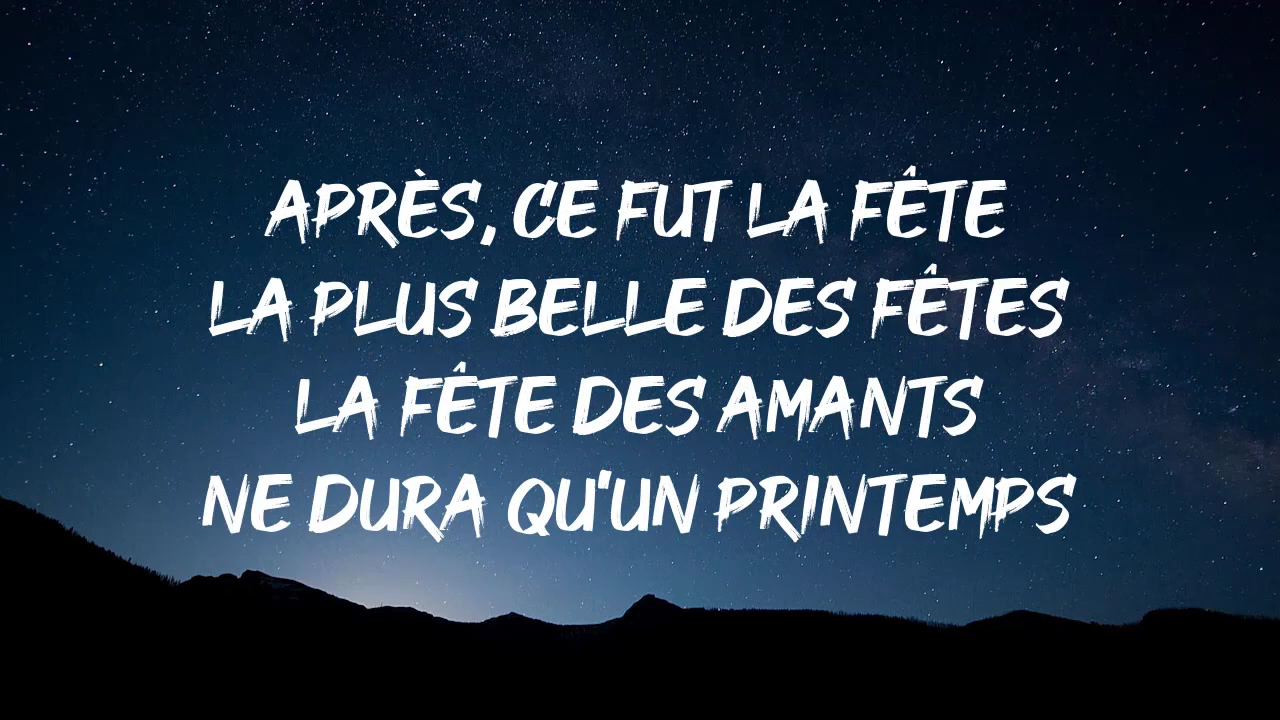 APRÈS, CE FUT LA FÊTE
LA PLUS BELLE DES FÊTES
LA FÊTE DES AMANTS
NE DURA QU'UN PRINTEMPS